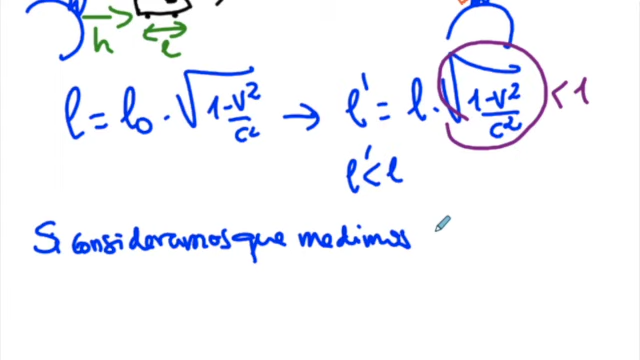 h l
l = l₀ · √(1 - v²/c²) → l' = l · √(1 - v²/c²) < 1
l' < l
Si consideramos que medimos